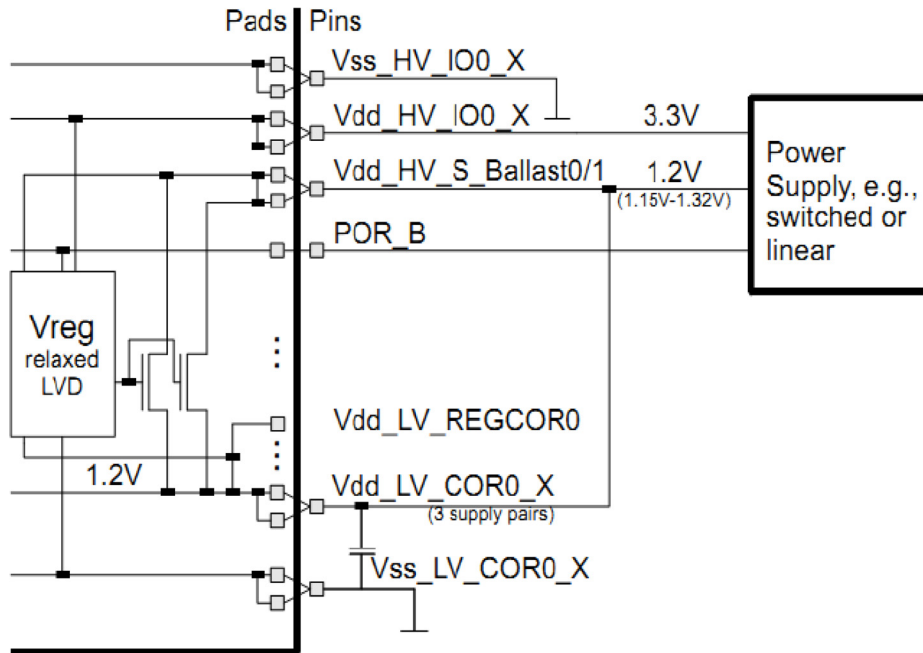 Pads
Pins
Vss_HV_IO0_X
Vdd_HV_IO0_X
3.3V
Vdd_HV_S_Ballast0/1
1.2V
(1.15V-1.32V)
Power
Supply, e.g.,
switched or
linear
POR_B
Vreg
relaxed
LVD
Vdd_LV_REGCOR0
1.2V
Vdd_LV_COR0_X
(3 supply pairs)
Vss_LV_COR0_X